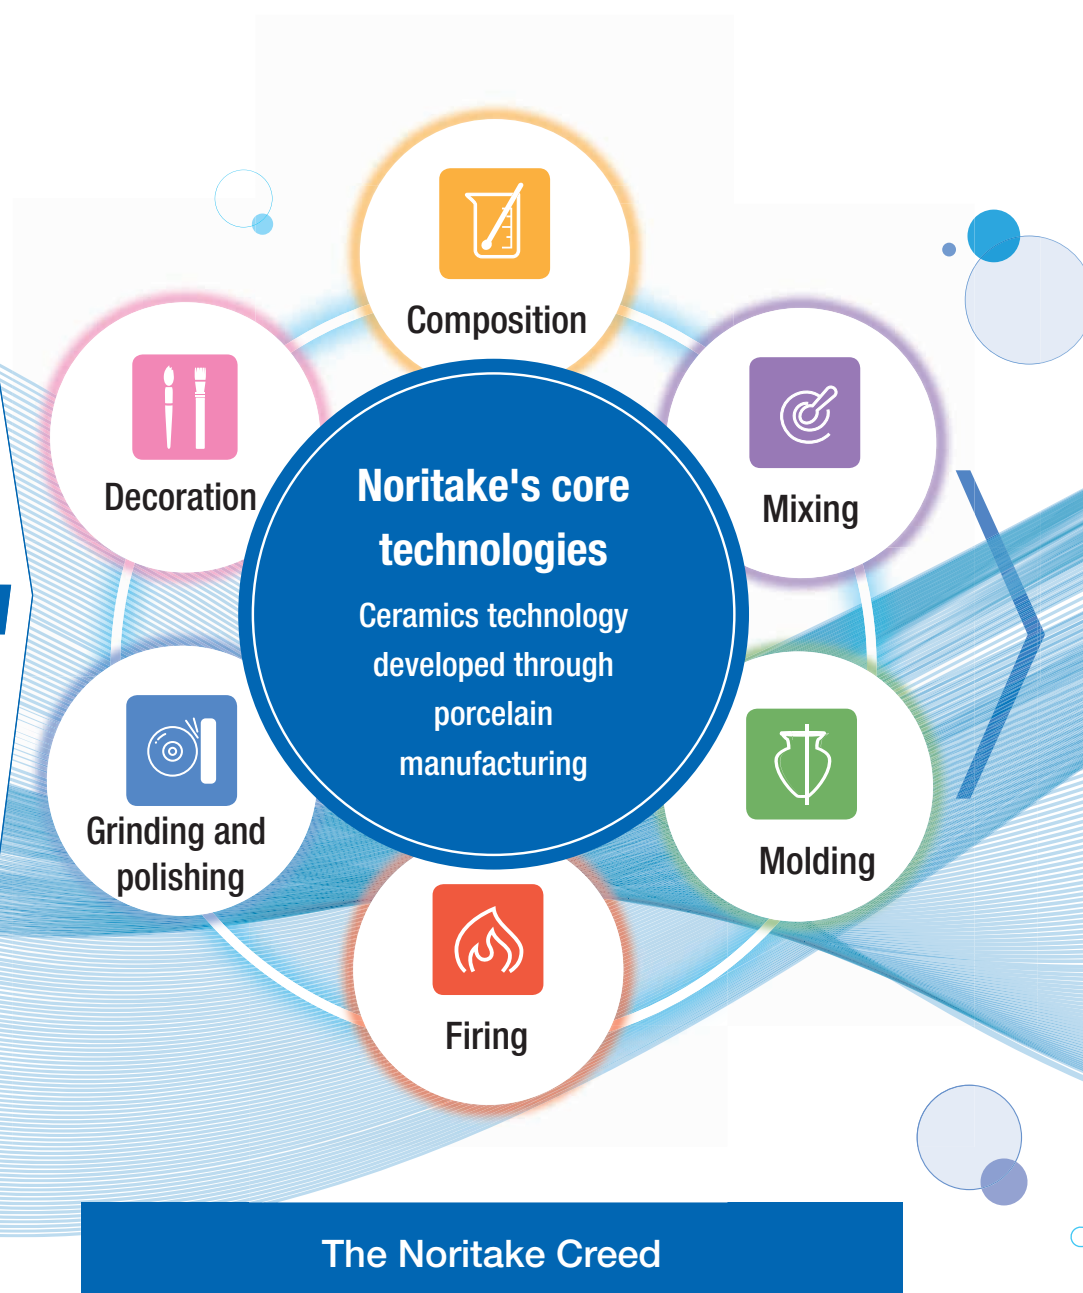 Composition
Decoration
Mixing
Noritake's core
technologies
Ceramics technology
developed through
porcelain
manufacturing
Grinding and
polishing
Molding
Firing
The Noritake Creed